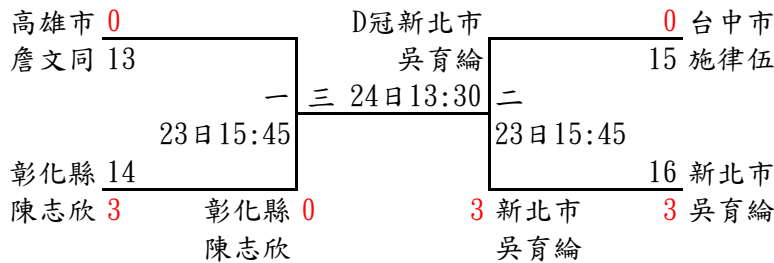 高雄市 0 D冠新北市 0 台中市
詹文同 13 吳育綸 15 施律伍
一 三 24日13:30 二
23日15:45 23日15:45
彰化縣 14 16 新北市
陳志欣 3 彰化縣 0 3 新北市 3 吳育綸
陳志欣 吳育綸